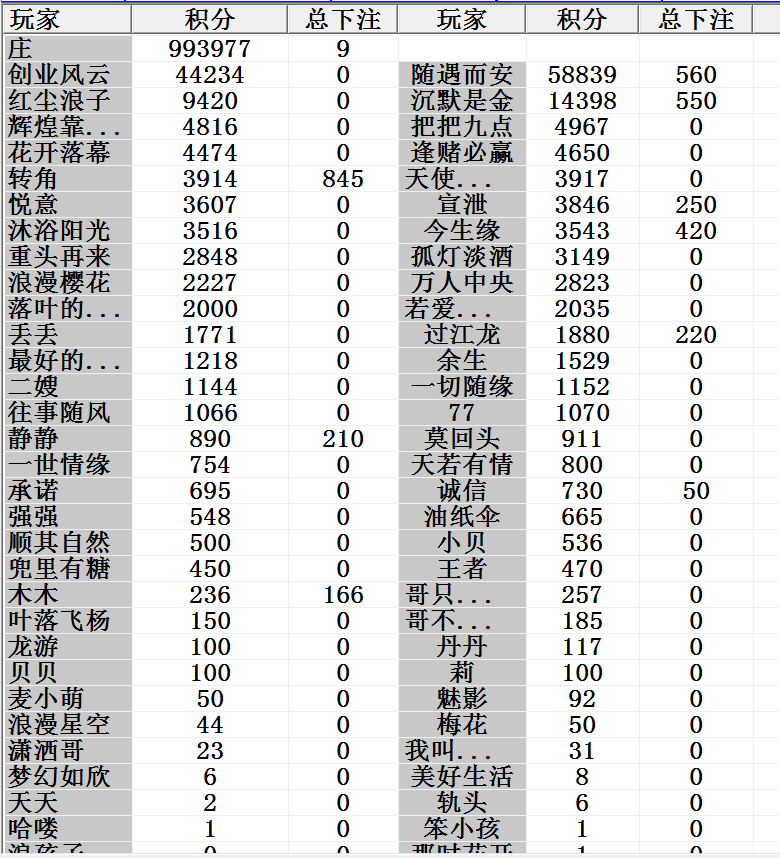 玩家 积分 总下注 玩家 积分 总下注
庄 993977 9
创业风云 44234 0 随遇而安 58839 560
红尘浪子 9420 0 沉默是金 14398 550
辉煌靠... 4816 0 把把九点 4967 0
花开落幕 4474 0 逢赌必赢 4650 0
转角 3914 845 天使... 3917 0
悦意 3607 0 宣泄 3846 250
沐浴阳光 3516 0 今生缘 3543 420
重头再来 2848 0 孤灯淡酒 3149 0
浪漫樱花 2227 0 万人中央 2823 0
落叶的... 2000 0 若爱... 2035 0
丢丢 1771 0 过江龙 1880 220
最好的... 1218 0 余生 1529 0
二嫂 1144 0 一切随缘 1152 0
往事随风 1066 0 77 1070 0
静静 890 210 莫回头 911 0
一世情缘 754 0 天若有情 800 0
承诺 695 0 诚信 730 50
强强 548 0 油纸伞 665 0
顺其自然 500 0 小贝 536 0
兜里有糖 450 0 王者 470 0
木木 236 166 哥只... 257 0
叶落飞杨 150 0 哥不... 185 0
龙游 100 0 丹丹 117 0
贝贝 100 0 莉 100 0
麦小萌 50 0 魅影 92 0
浪漫星空 44 0 梅花 50 0
潇洒哥 23 0 我叫... 31 0
梦幻如欣 6 0 美好生活 8 0
天天 2 0 轨头 6 0
哈喽 1 0 笨小孩 1 0
浪孩子 0 0 那时花开 1 0